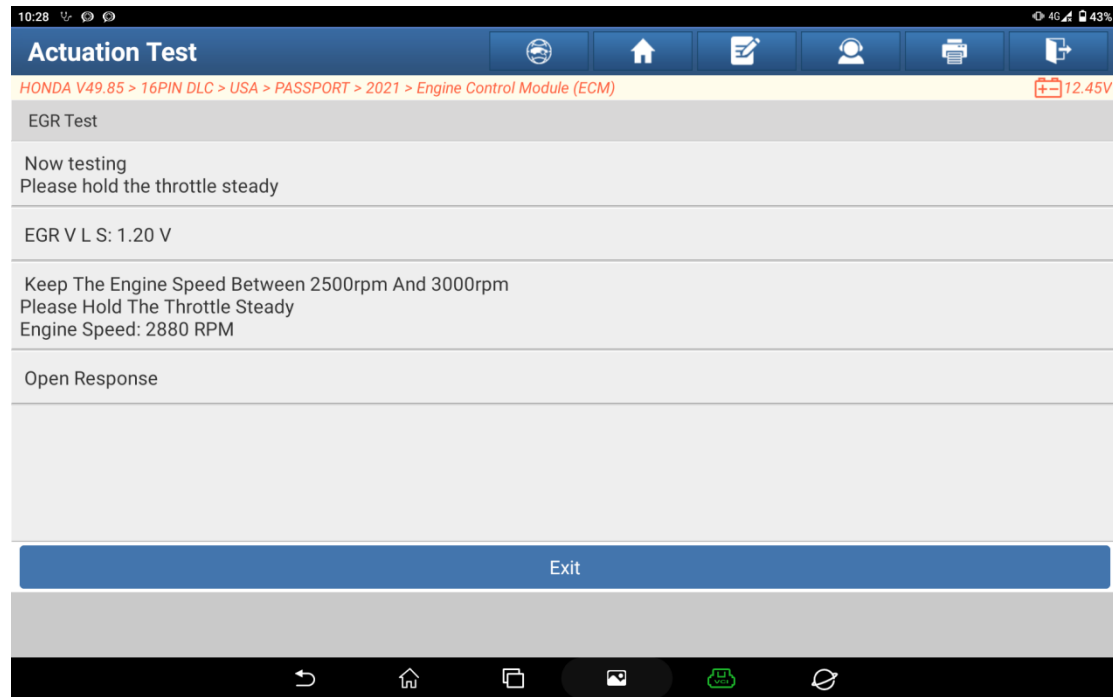 10:28
4G 43%
Actuation Test
HONDA V49.85 > 16PIN DLC > USA > PASSPORT > 2021 > Engine Control Module (ECM)
12.45V
EGR Test
Now testing
Please hold the throttle steady
EGR V L S: 1.20 V
Keep The Engine Speed Between 2500rpm And 3000rpm
Please Hold The Throttle Steady
Engine Speed: 2880 RPM
Open Response
Exit
VCI